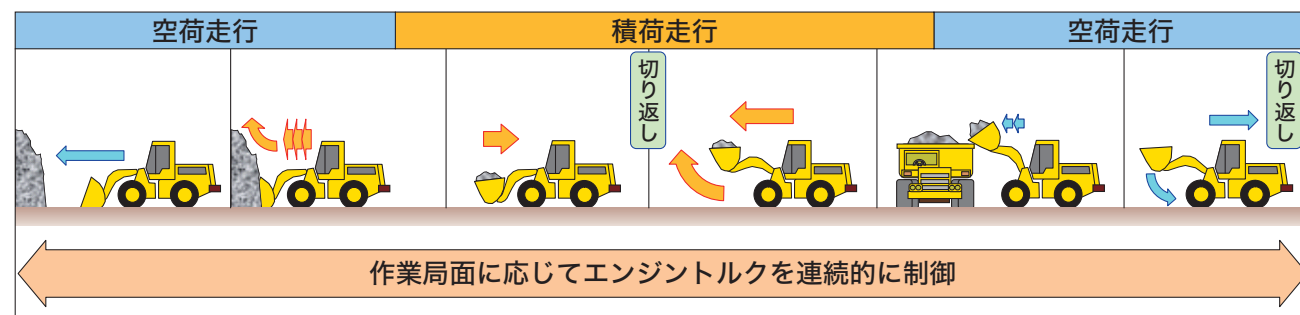 空荷走行
積荷走行
空荷走行
切り返し
切り返し
作業局面に応じてエンジントルクを連続的に制御